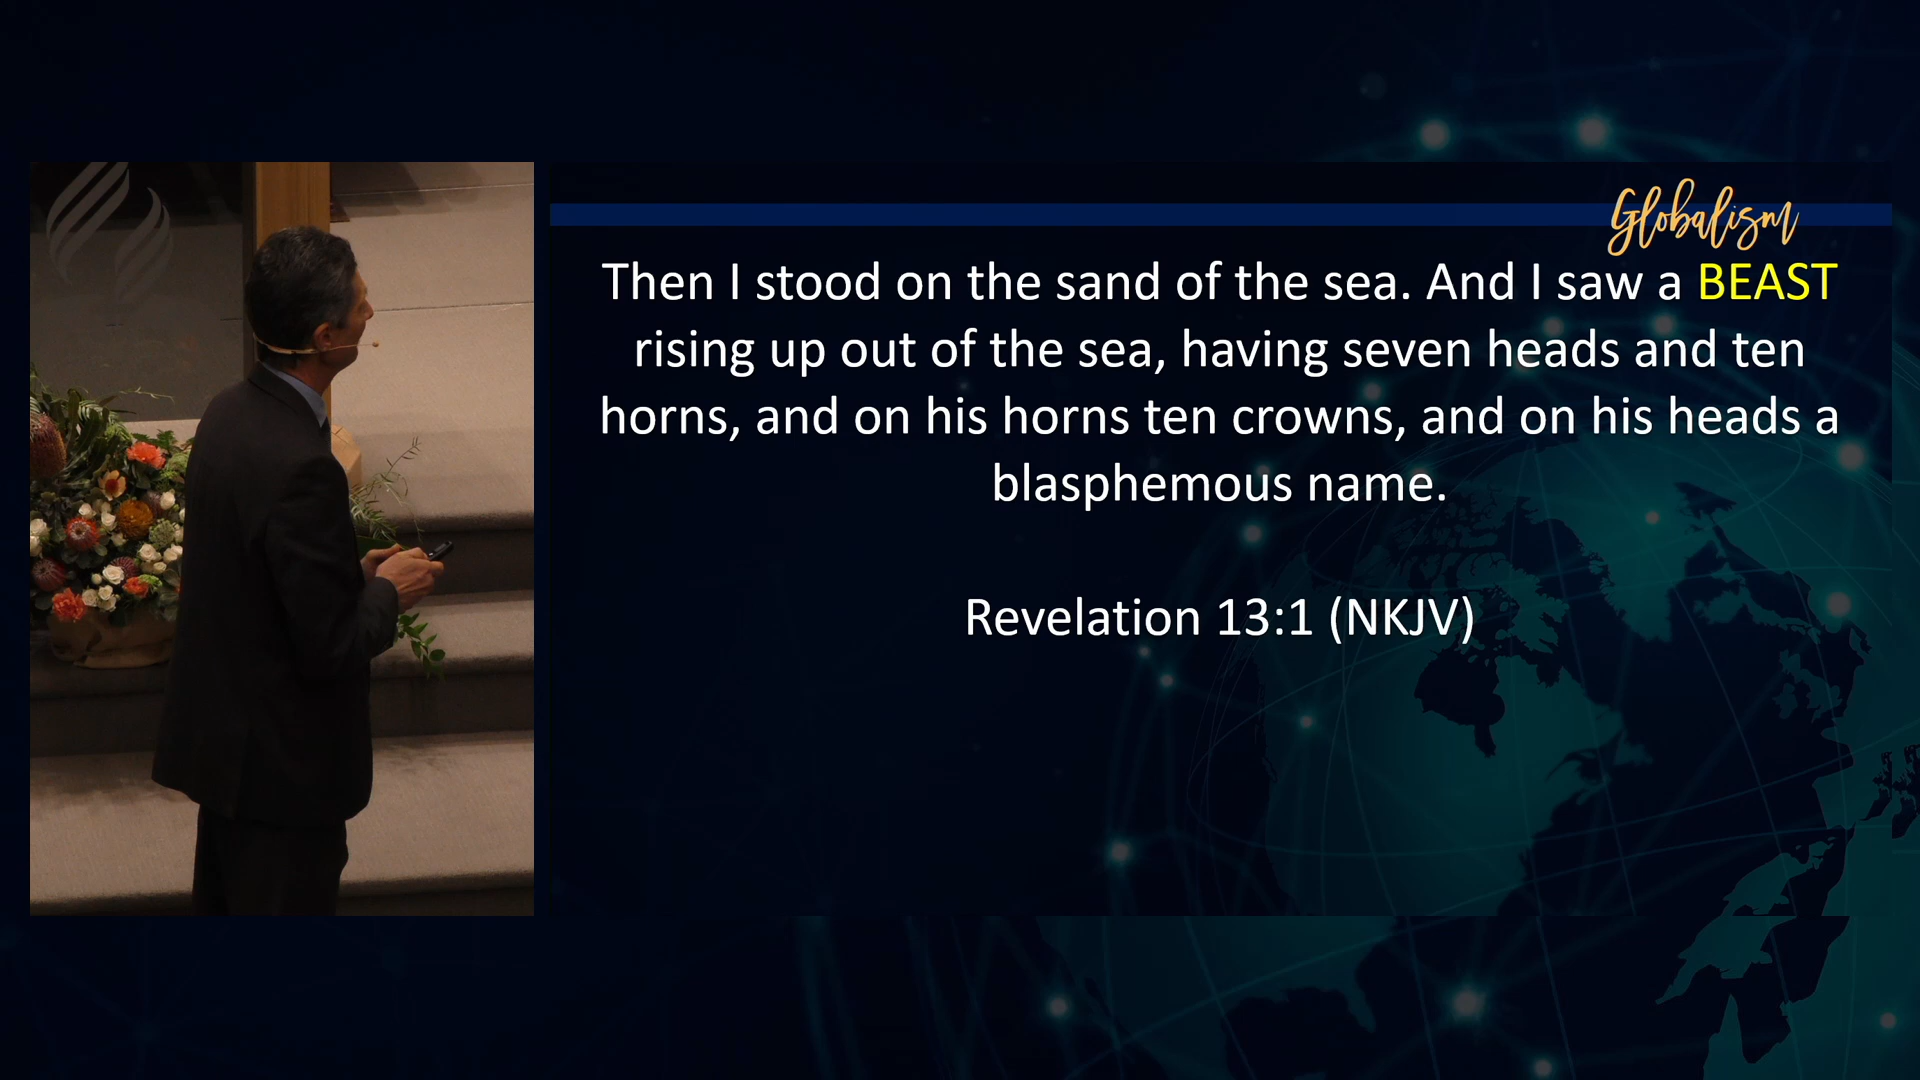 Globalism
Then I stood on the sand of the sea. And I saw a BEAST
rising up out of the sea, having seven heads and ten
horns, and on his horns ten crowns, and on his heads a
blasphemous name.
Revelation 13:1 (NKJV)